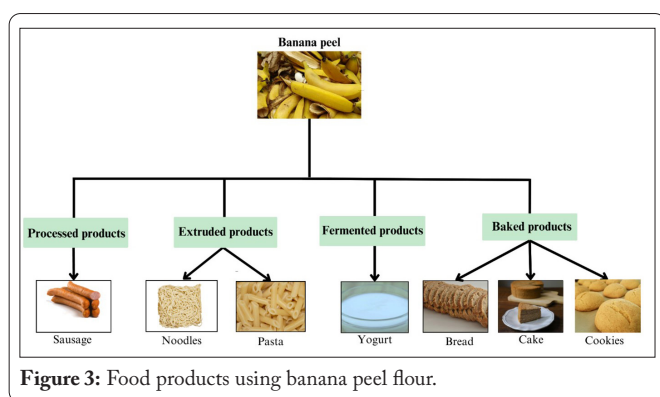 Banana peel
Processed products
Extruded products
Fermented products
Baked products
Sausage
Noodles
Pasta
Yogurt
Bread
Cake
Cookies
Figure 3: Food products using banana peel flour.